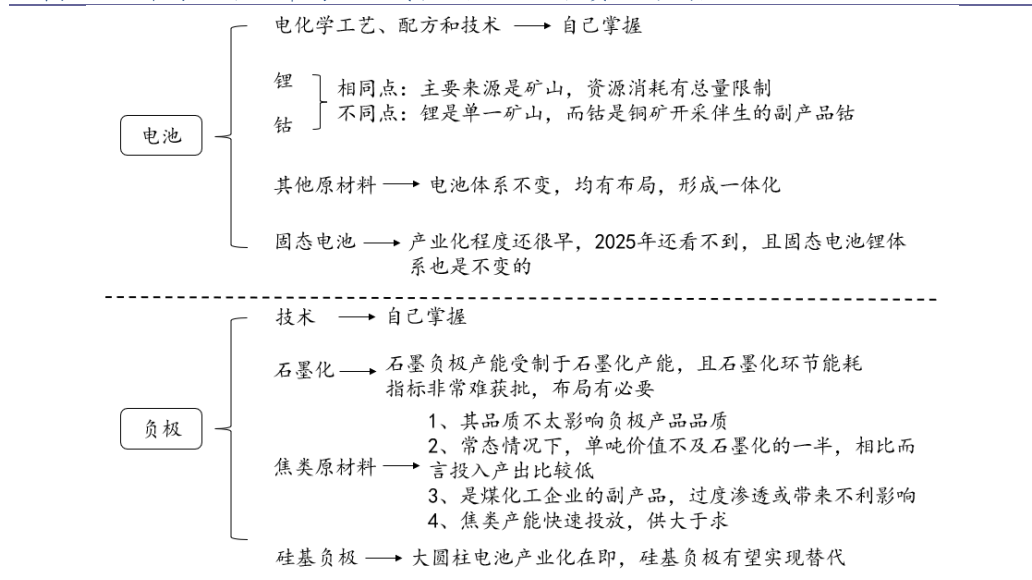 电化学工艺、配方和技术 → 自己掌握
锂
相同点：主要来源是矿山，资源消耗有总量限制
不同点：锂是单一矿山，而钴是铜矿开采伴生的副产品钴
钴
电池
其他原材料 → 电池体系不变，均有布局，形成一体化
固态电池 → 产业化程度还很早，2025年还看不到，且固态电池锂体
系也是不变的
技术 → 自己掌握
石墨化 → 石墨负极产能受制于石墨化产能，且石墨化环节能耗
指标非常难获批，布局有必要
负极
1、其品质不太影响负极产品品质
2、常态情况下，单吨价值不及石墨化的一半，相比而
焦类原材料 → 言投入产出比较低
3、是煤化工企业的副产品，过度渗透或带来不利影响
4、焦类产能快速投放，供大于求
硅基负极 → 大圆柱电池产业化在即，硅基负极有望实现替代